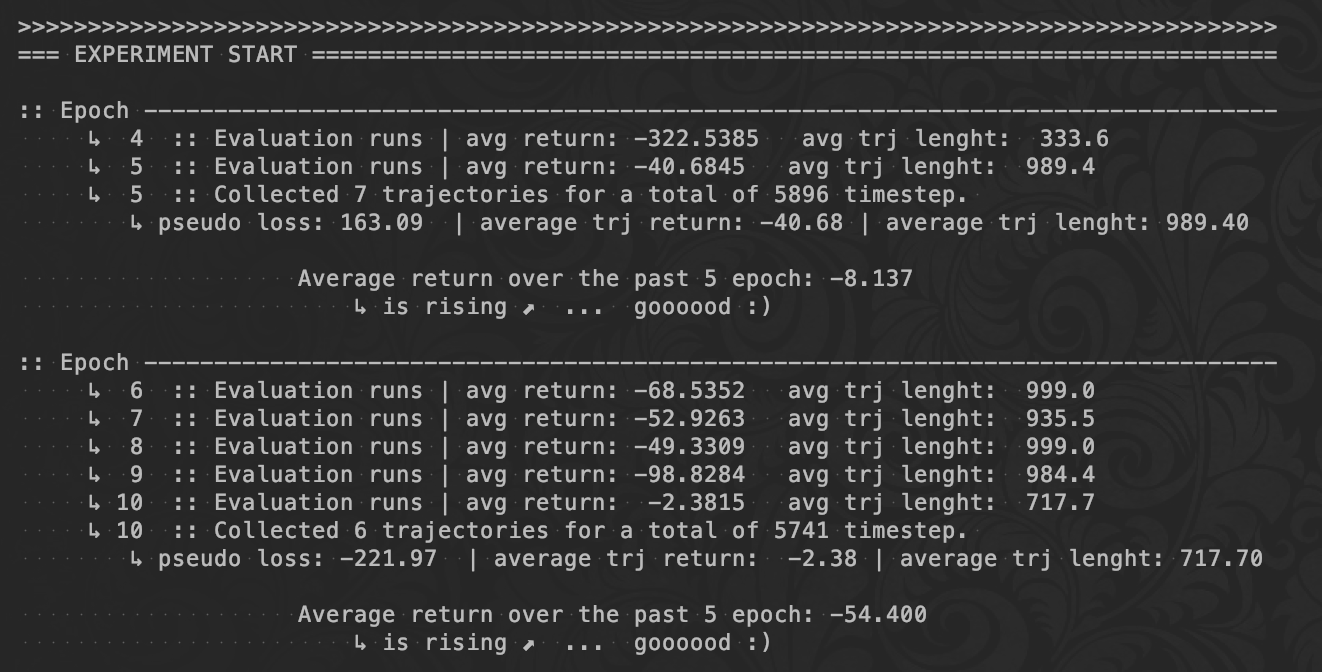 >>>>>>>>>>>>>>>>>>>>>>>>>>>>>>>>>>>>>>>>>>>>>>>>>>>>>>>>>>>>>>>>>>>>>>>>>>>>>>>>>>>>>>>>>>
=== EXPERIMENT START =====================================================================
:: Epoch ---------------------------------------------------------------------------------
↳  4  :: Evaluation runs | avg return: -322.5385   avg trj lenght:  333.6
↳  5  :: Evaluation runs | avg return: -40.6845   avg trj lenght:  989.4
↳  5  :: Collected 7 trajectories for a total of 5896 timestep.
↳ pseudo loss: 163.09  | average trj return: -40.68 | average trj lenght: 989.40
Average return over the past 5 epoch: -8.137
↳ is rising ⬈  ...  goooood :)
:: Epoch ---------------------------------------------------------------------------------
↳  6  :: Evaluation runs | avg return: -68.5352   avg trj lenght:  999.0
↳  7  :: Evaluation runs | avg return: -52.9263   avg trj lenght:  935.5
↳  8  :: Evaluation runs | avg return: -49.3309   avg trj lenght:  999.0
↳  9  :: Evaluation runs | avg return: -98.8284   avg trj lenght:  984.4
↳ 10  :: Evaluation runs | avg return:  -2.3815   avg trj lenght:  717.7
↳ 10  :: Collected 6 trajectories for a total of 5741 timestep.
↳ pseudo loss: -221.97  | average trj return:  -2.38 | average trj lenght: 717.70
Average return over the past 5 epoch: -54.400
↳ is rising ⬈  ...  goooood :)